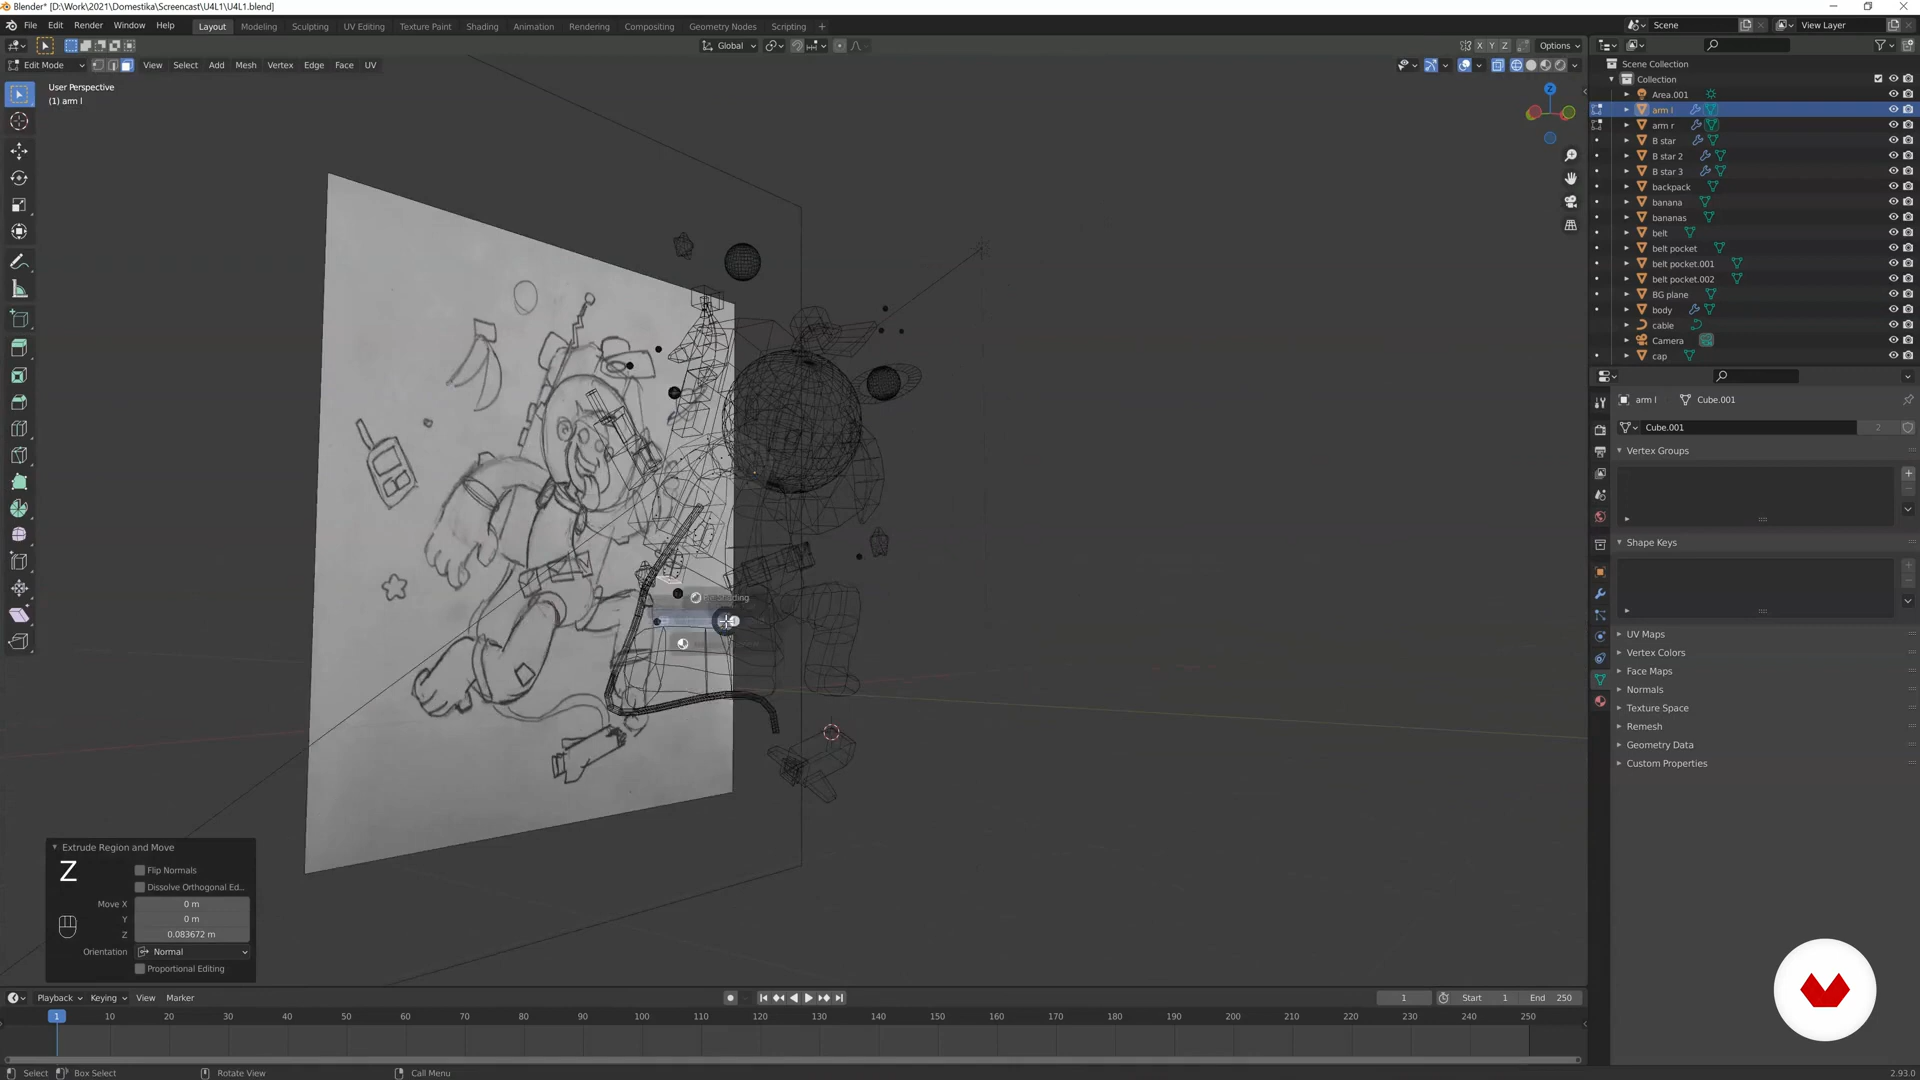 Blender* [D:\Work\2021\Domestika\Screencast\U4L1\U4L1.blend]
File Edit Render Window Help Layout Modeling Sculpting UV Editing Texture Paint Shading Animation Rendering Compositing Geometry Nodes Scripting + Scene View Layer
Global X Y Z Options
Edit Mode View Select Add Mesh Vertex Edge Face UV
User Perspective
(1) arm l
Z
Scene Collection
Collection
Area.001
arm l
arm r
B star
B star 2
B star 3
backpack
banana
bananas
belt
belt pocket
belt pocket.001
belt pocket.002
BG plane
body
cable
Camera
cap
arm l Cube.001
Cube.001 2
Vertex Groups
Shape Keys
UV Maps
Vertex Colors
Face Maps
Normals
Texture Space
Remesh
Geometry Data
Custom Properties
Extrude Region and Move
Z
Flip Normals
Dissolve Orthogonal Ed...
Move X 0 m
Y 0 m
Z 0.083672 m
Orientation Normal
Proportional Editing
Playback Keying View Marker 1 Start 1 End 250
1 10 20 30 40 50 60 70 80 90 100 110 120 130 140 150 160 170 180 190 200 210 220 230 240 250
Select Box Select Rotate View Call Menu 2.93.0